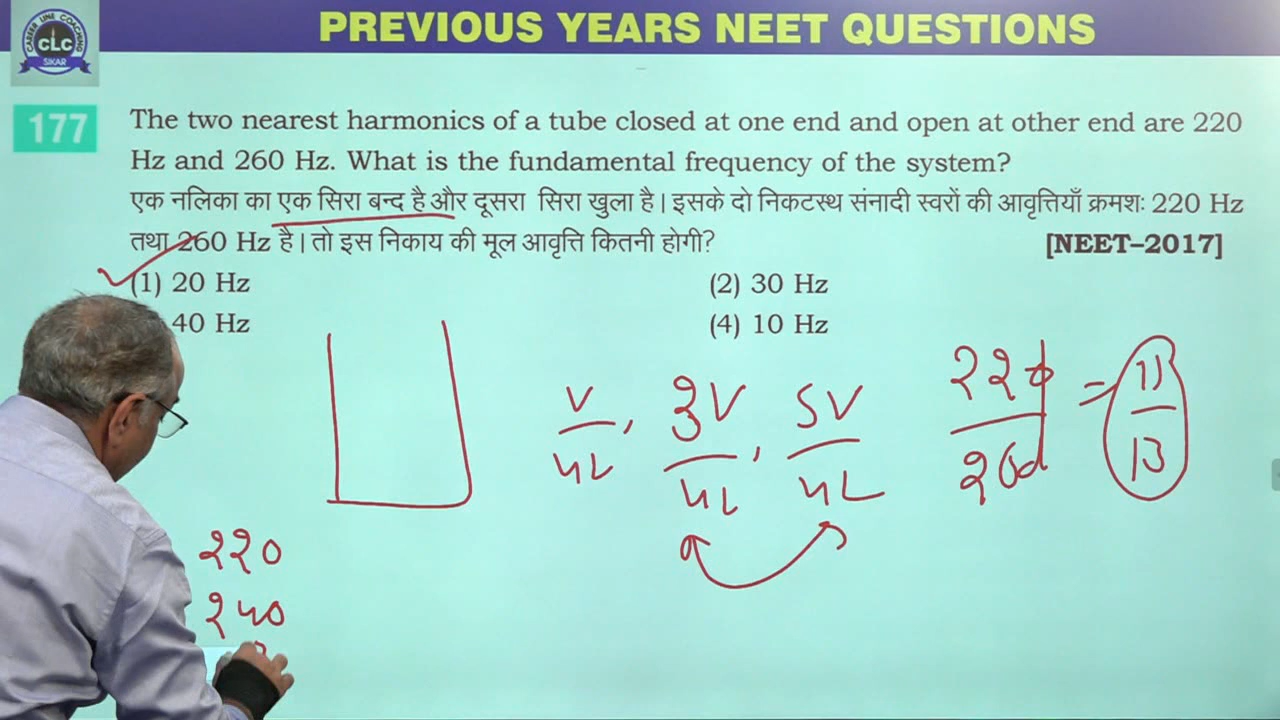 PREVIOUS YEARS NEET QUESTIONS
CAREER LINE COACHING
CLC
SIKAR
177
The two nearest harmonics of a tube closed at one end and open at other end are 220
Hz and 260 Hz. What is the fundamental frequency of the system?
एक नलिका का एक सिरा बन्द है और दूसरा सिरा खुला है। इसके दो निकटस्थ संनादी स्वरों की आवृत्तियाँ क्रमशः 220 Hz
तथा 260 Hz है। तो इस निकाय की मूल आवृत्ति कितनी होगी?
[NEET–2017]
(1) 20 Hz
(2) 30 Hz
40 Hz
(4) 10 Hz
V/4L, 3V/4L, 5V/4L
220/260 = 11/13
220
240